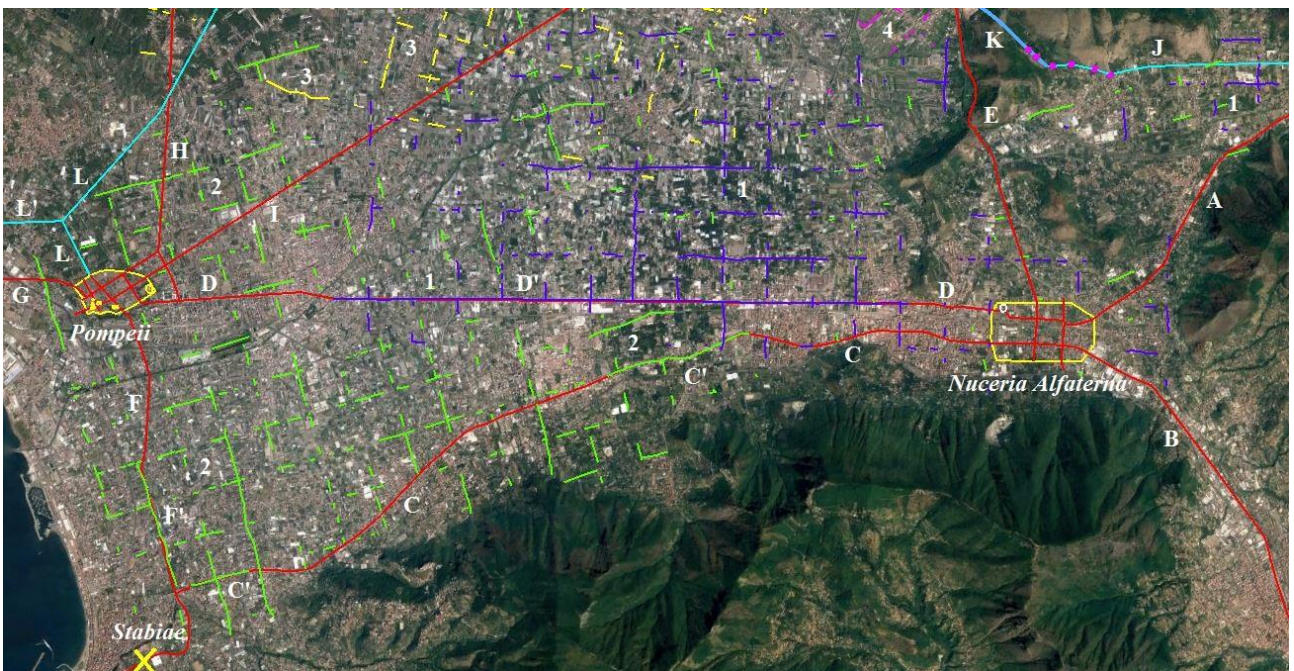 3
4
K
J
3
1
E
H
L
2
1
A
L'
I
L
1
D'
D
D
G
Pompeii
2
C
C'
Nuceria Alfaterna
F
B
2
C
F'
C'
Stabiae